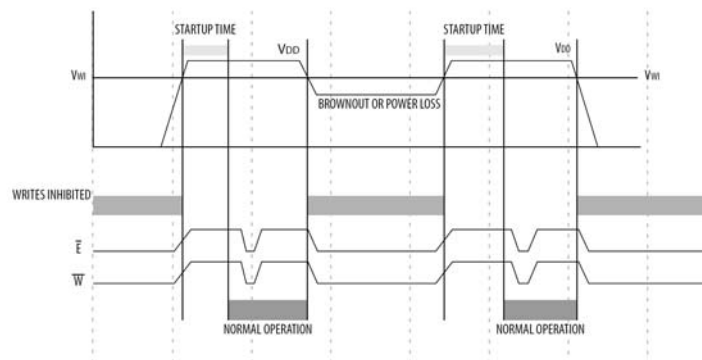 STARTUP TIME
STARTUP TIME
VDD
VDD
VWI
VWI
BROWNOUT OR POWER LOSS
WRITES INHIBITED
E̅
W̅
NORMAL OPERATION
NORMAL OPERATION